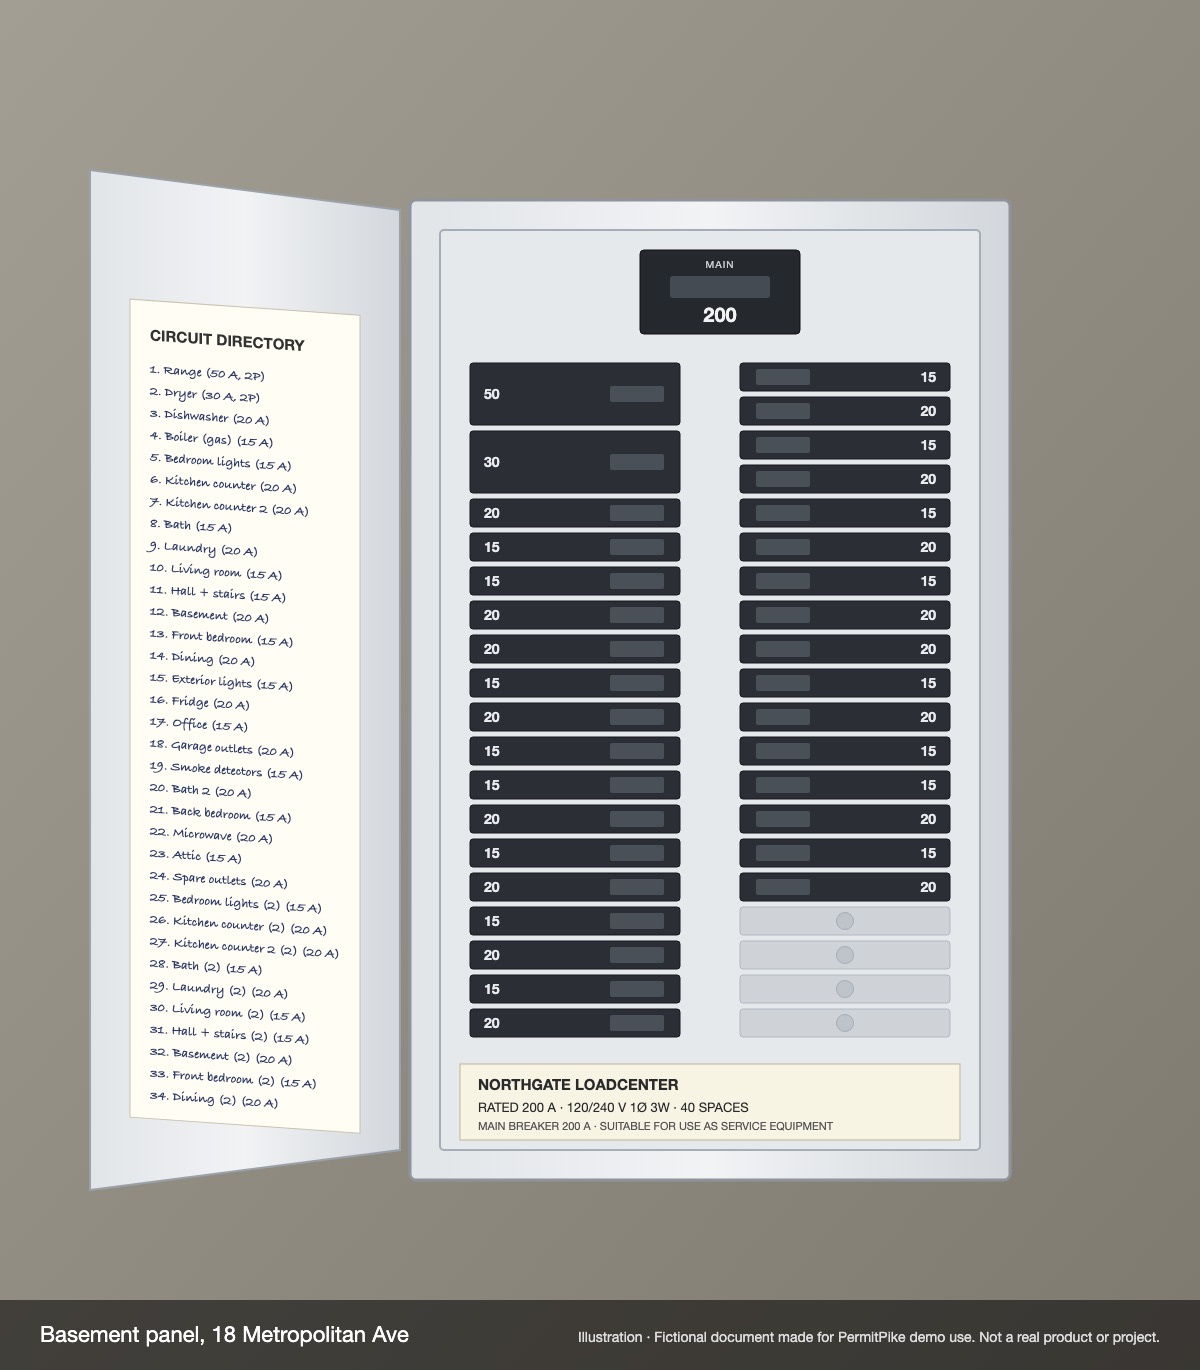 CIRCUIT DIRECTORY
1. Range (50 A, 2P)
2. Dryer (30 A, 2P)
3. Dishwasher (20 A)
4. Boiler (gas) (15 A)
5. Bedroom lights (15 A)
6. Kitchen counter (20 A)
7. Kitchen counter 2 (20 A)
8. Bath (15 A)
9. Laundry (20 A)
10. Living room (15 A)
11. Hall + stairs (15 A)
12. Basement (20 A)
13. Front bedroom (15 A)
14. Dining (20 A)
15. Exterior lights (15 A)
16. Fridge (20 A)
17. Office (15 A)
18. Garage outlets (20 A)
19. Smoke detectors (15 A)
20. Bath 2 (20 A)
21. Back bedroom (15 A)
22. Microwave (20 A)
23. Attic (15 A)
24. Spare outlets (20 A)
25. Bedroom lights (2) (15 A)
26. Kitchen counter (2) (20 A)
27. Kitchen counter 2 (2) (20 A)
28. Bath (2) (15 A)
29. Laundry (2) (20 A)
30. Living room (2) (15 A)
31. Hall + stairs (2) (15 A)
32. Basement (2) (20 A)
33. Front bedroom (2) (15 A)
34. Dining (2) (20 A)
MAIN
200
50
30
20
15
15
20
20
15
20
15
15
20
15
20
15
20
15
20
15
20
15
20
15
20
15
20
20
15
20
15
15
20
15
20
NORTHGATE LOADCENTER
RATED 200 A · 120/240 V 1Ø 3W · 40 SPACES
MAIN BREAKER 200 A · SUITABLE FOR USE AS SERVICE EQUIPMENT
Basement panel, 18 Metropolitan Ave
Illustration · Fictional document made for PermitPike demo use. Not a real product or project.